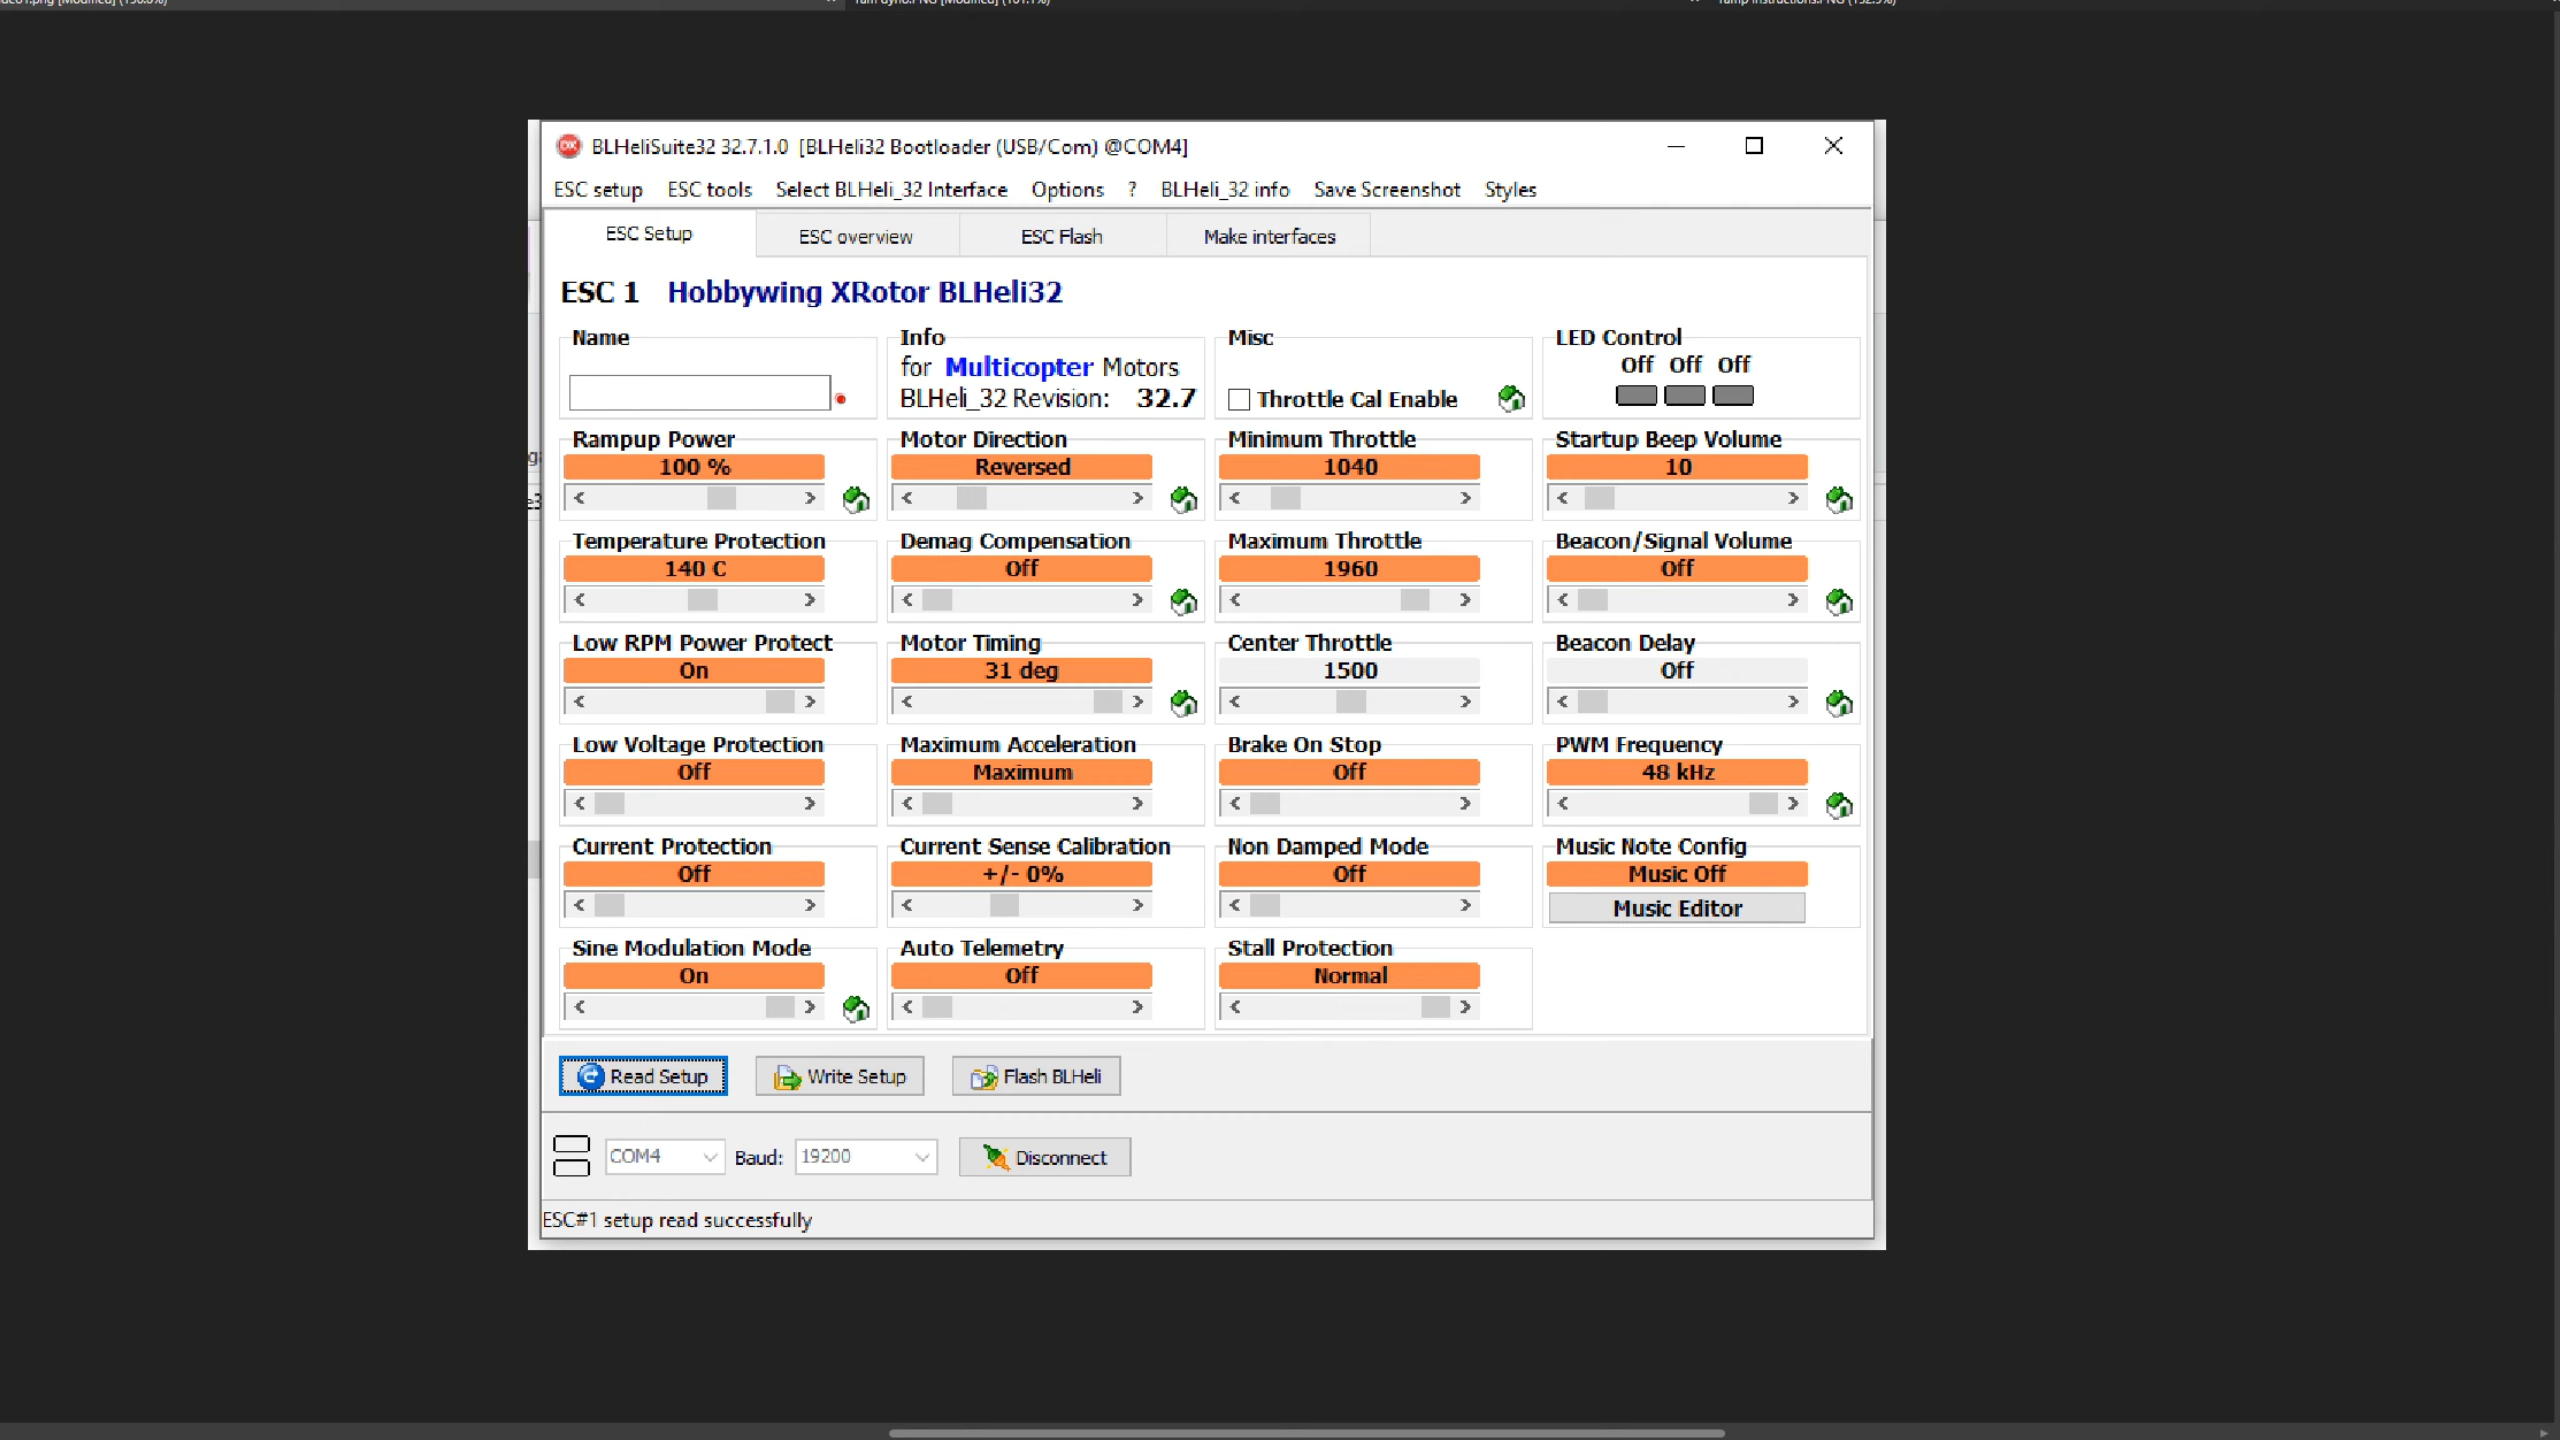 BLHeliSuite32 32.7.1.0 [BLHeli32 Bootloader (USB/Com) @COM4]
ESC setup ESC tools Select BLHeli_32 Interface Options ? BLHeli_32 info Save Screenshot Styles
ESC Setup ESC overview ESC Flash Make interfaces
ESC 1 Hobbywing XRotor BLHeli32
Name Info Misc LED Control
for Multicopter Motors Off Off Off
BLHeli_32 Revision: 32.7 Throttle Cal Enable
Rampup Power Motor Direction Minimum Throttle Startup Beep Volume
100 % Reversed 1040 10
Temperature Protection Demag Compensation Maximum Throttle Beacon/Signal Volume
140 C Off 1960 Off
Low RPM Power Protect Motor Timing Center Throttle Beacon Delay
On 31 deg 1500 Off
Low Voltage Protection Maximum Acceleration Brake On Stop PWM Frequency
Off Maximum Off 48 kHz
Current Protection Current Sense Calibration Non Damped Mode Music Note Config
Off +/- 0% Off Music Off
Music Editor
Sine Modulation Mode Auto Telemetry Stall Protection
On Off Normal
Read Setup Write Setup Flash BLHeli
COM4 Baud: 19200 Disconnect
ESC#1 setup read successfully